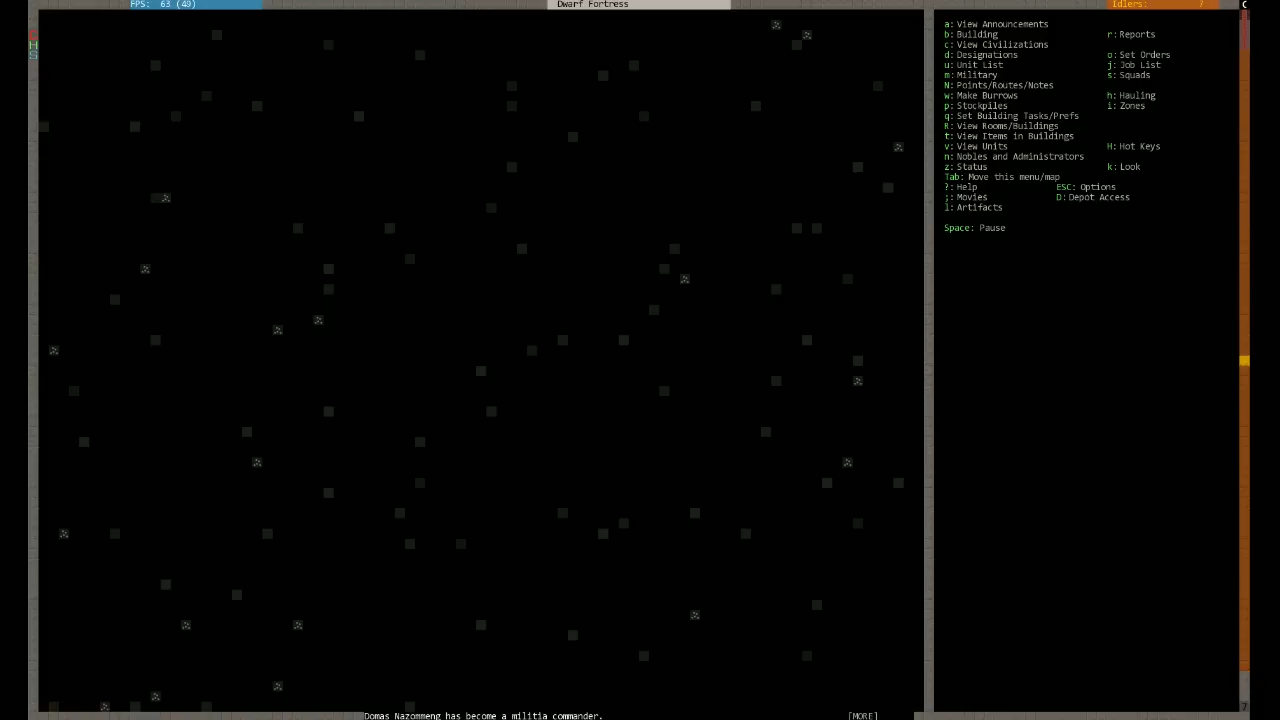 FPS: 63 (49) Dwarf Fortress Idlers: 7
C
H
S
a: View Announcements
b: Building r: Reports
c: View Civilizations
d: Designations o: Set Orders
u: Unit List j: Job List
m: Military s: Squads
N: Points/Routes/Notes
w: Make Burrows h: Hauling
p: Stockpiles i: Zones
q: Set Building Tasks/Prefs
R: View Rooms/Buildings
t: View Items in Buildings
v: View Units H: Hot Keys
n: Nobles and Administrators
z: Status k: Look
Tab: Move this menu/map
?: Help ESC: Options
;: Movies D: Depot Access
l: Artifacts
Space: Pause
Domas Nazommeng has become a militia commander. [MORE]